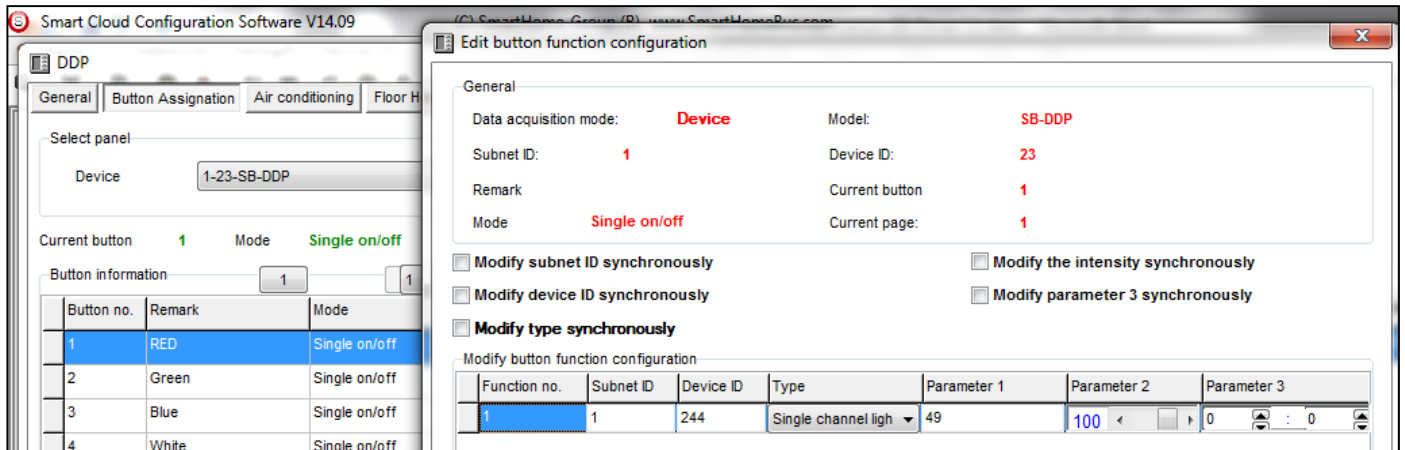 Smart Cloud Configuration Software V14.09 (C) SmartHome-Group (R) www.SmartHomeBus.com
DDP
General Button Assignation Air conditioning Floor H
Select panel
Device 1-23-SB-DDP
Current button 1 Mode Single on/off
Button information 1 1
Button no. Remark Mode
1 RED Single on/off
2 Green Single on/off
3 Blue Single on/off
4 White Single on/off
Edit button function configuration
General
Data acquisition mode: Device Model: SB-DDP
Subnet ID: 1 Device ID: 23
Remark Current button 1
Mode Single on/off Current page: 1
Modify subnet ID synchronously Modify the intensity synchronously
Modify device ID synchronously Modify parameter 3 synchronously
Modify type synchronously
Modify button function configuration
Function no. Subnet ID Device ID Type Parameter 1 Parameter 2 Parameter 3
1 1 244 Single channel ligh 49 100 0 : 0